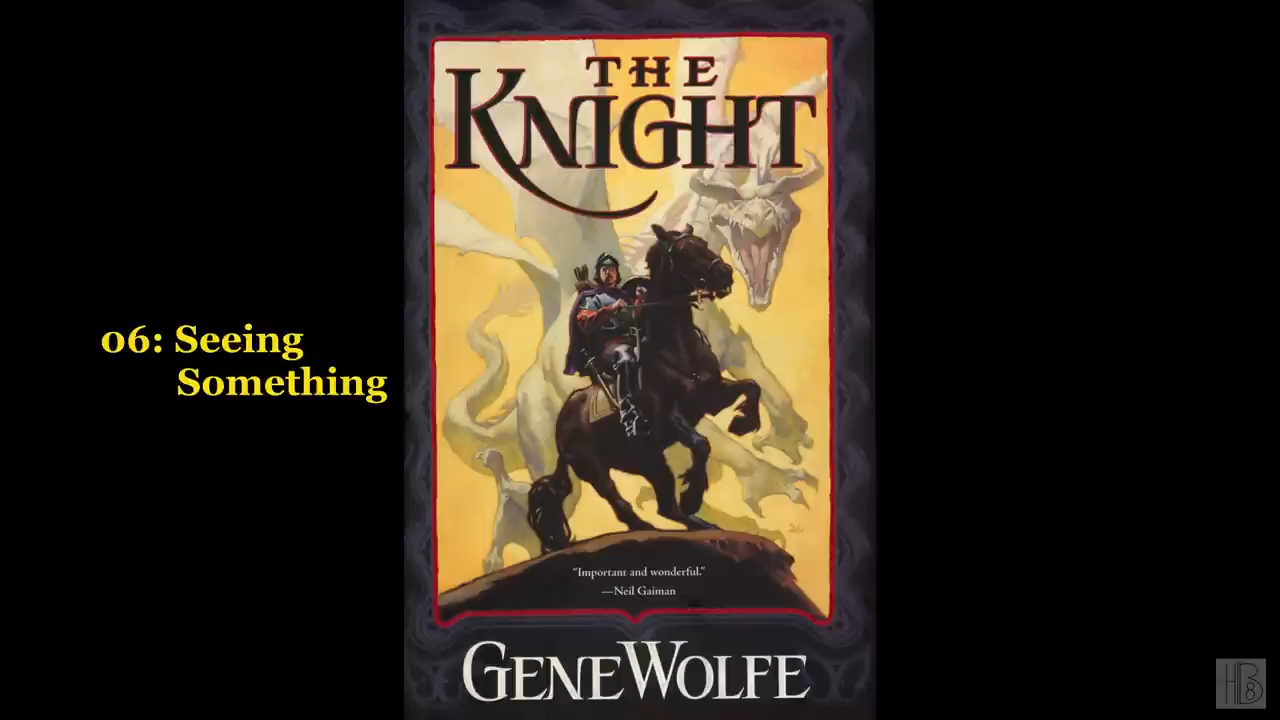 06: Seeing
Something
THE
KNIGHT
"Important and wonderful."
—Neil Gaiman
GENE WOLFE